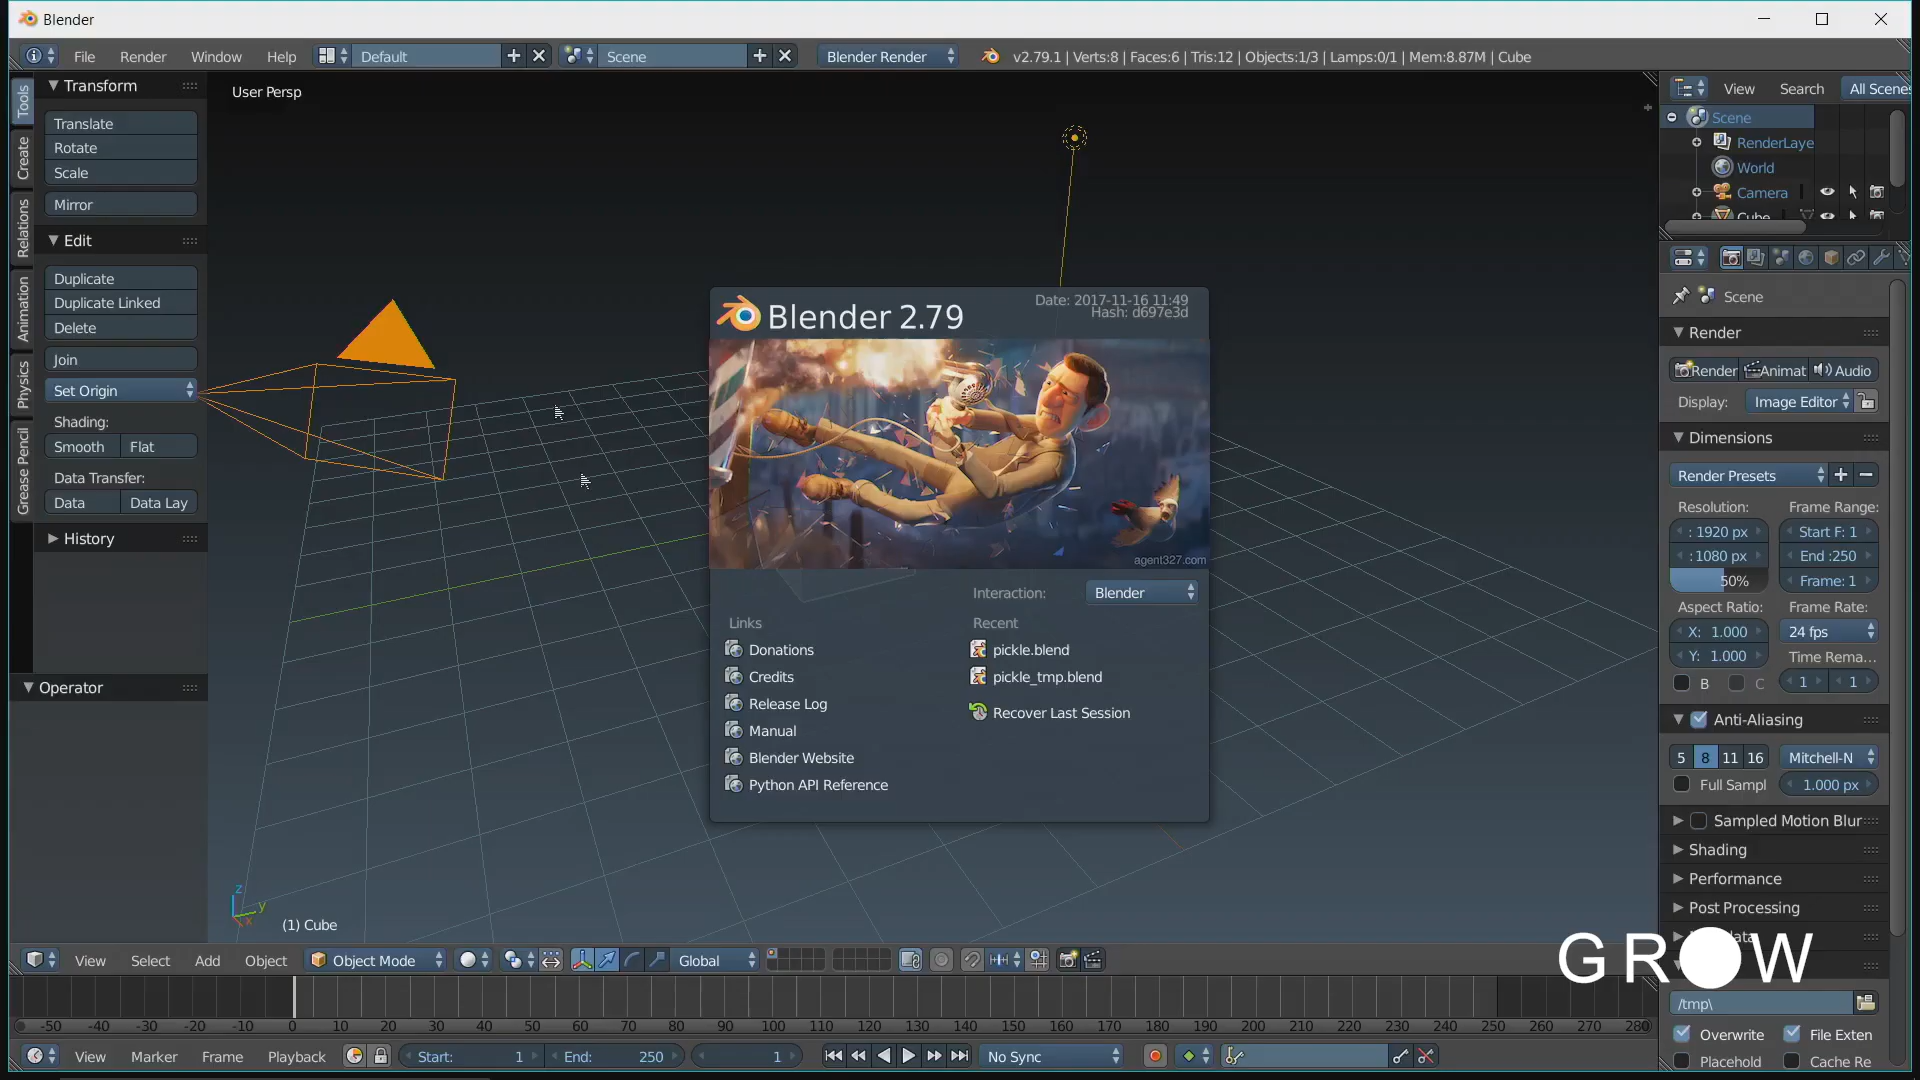 Blender
File Render Window Help Default Scene Blender Render v2.79.1 | Verts:8 | Faces:6 | Tris:12 | Objects:1/3 | Lamps:0/1 | Mem:8.87M | Cube
Tools
Create
Relations
Animation
Physics
Grease Pencil
Transform
Translate
Rotate
Scale
Mirror
Edit
Duplicate
Duplicate Linked
Delete
Join
Set Origin
Shading:
Smooth Flat
Data Transfer:
Data Data Lay
History
Operator
User Persp
Blender 2.79
Date: 2017-11-16 11:49
Hash: d697e3d
agent327.com
Interaction: Blender
Links
Donations
Credits
Release Log
Manual
Blender Website
Python API Reference
Recent
pickle.blend
pickle_tmp.blend
Recover Last Session
z
y
x
(1) Cube
View Search All Scenes
Scene
RenderLaye
World
Camera
Cube
Scene
Render
Render Animat Audio
Display: Image Editor
Dimensions
Render Presets
Resolution: Frame Range:
: 1920 px Start F: 1
:1080 px End :250
50% Frame: 1
Aspect Ratio: Frame Rate:
X: 1.000 24 fps
Y: 1.000 Time Rema...
B C 1 1
Anti-Aliasing
5 8 11 16 Mitchell-N
Full Sampl 1.000 px
Sampled Motion Blur
Shading
Performance
Post Processing
GROW
/tmp\
Overwrite File Exten
Placehold Cache Re
View Select Add Object Object Mode Global
-50 -40 -30 -20 -10 0 10 20 30 40 50 60 70 80 90 100 110 120 130 140 150 160 170 180 190 200 210 220 230 240 250 260 270 280
View Marker Frame Playback Start: 1 End: 250 1 No Sync